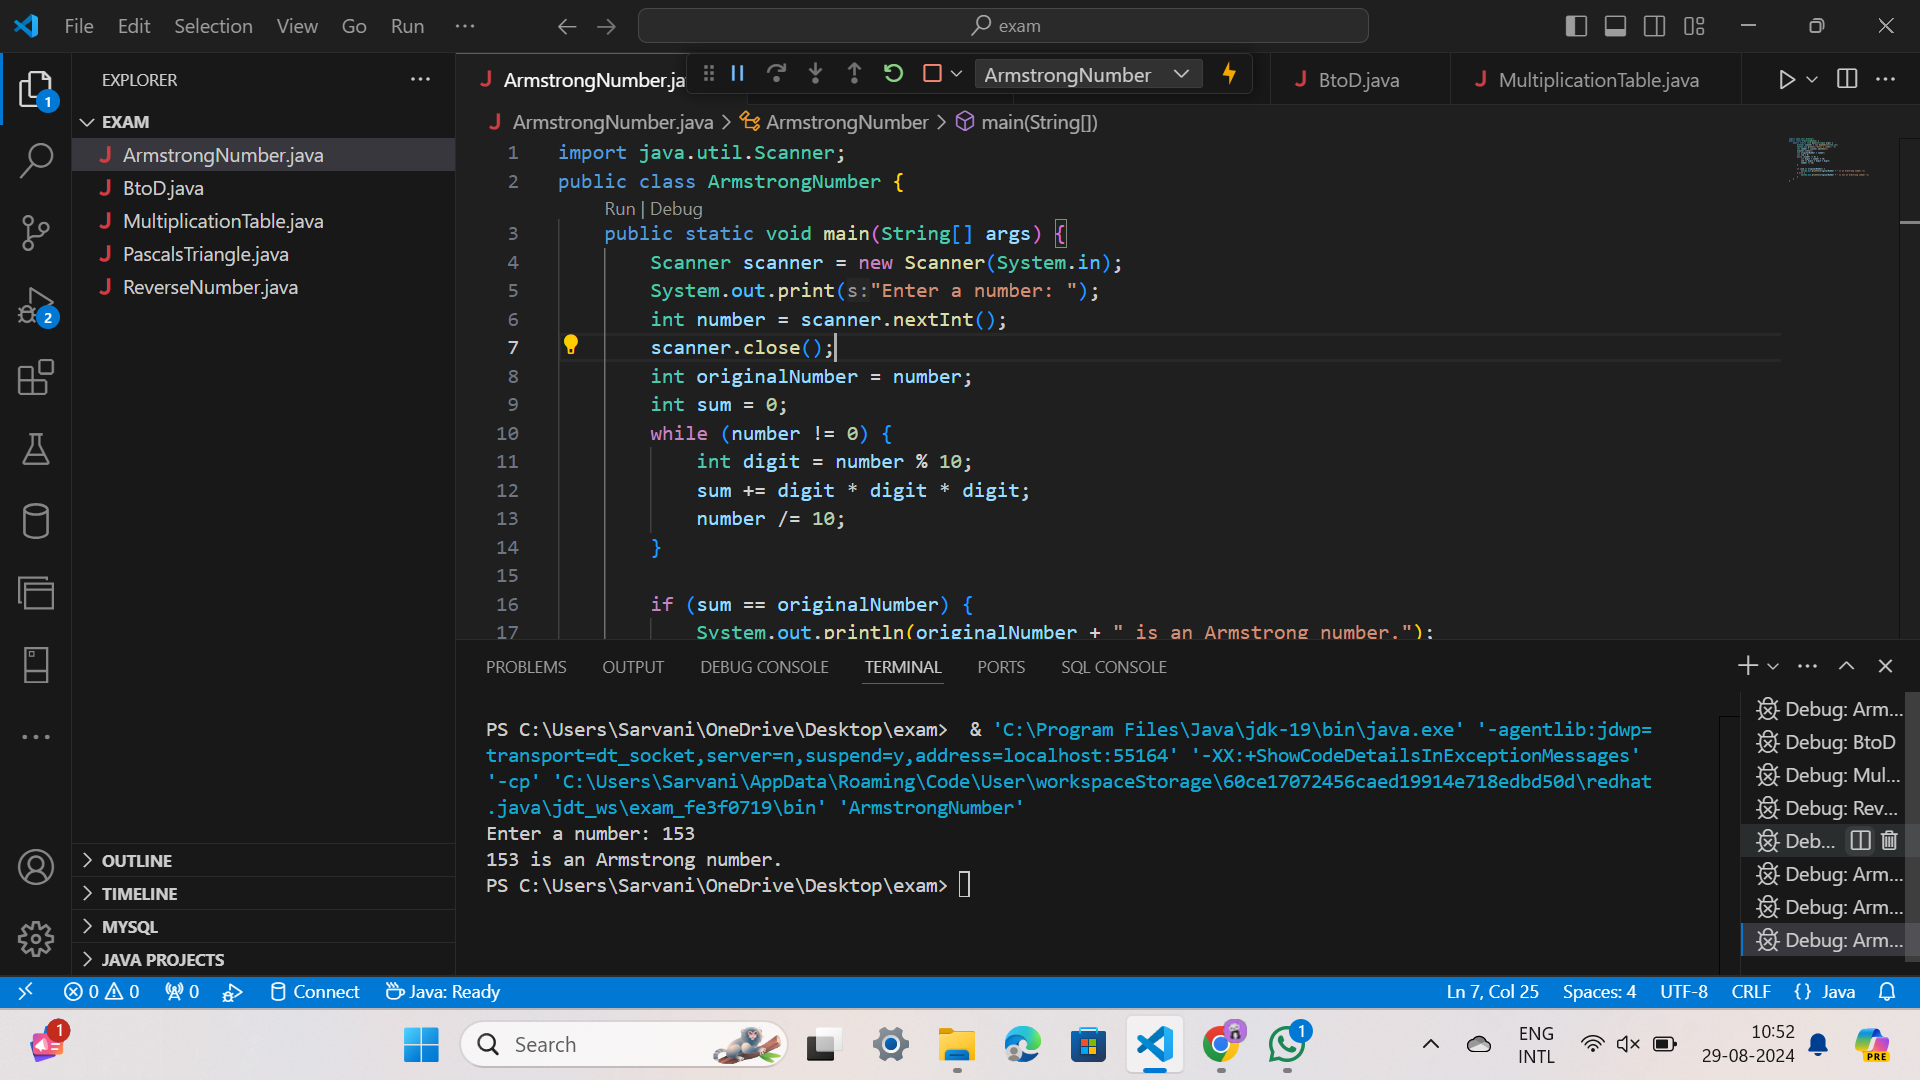 File Edit Selection View Go Run ···
exam
EXPLORER
EXAM
ArmstrongNumber.java
BtoD.java
MultiplicationTable.java
PascalsTriangle.java
ReverseNumber.java
OUTLINE
TIMELINE
MYSQL
JAVA PROJECTS
1
2
ArmstrongNumber.ja
ArmstrongNumber
BtoD.java
MultiplicationTable.java
ArmstrongNumber.java > ArmstrongNumber > main(String[])
1 import java.util.Scanner;
2 public class ArmstrongNumber {
Run | Debug
3 public static void main(String[] args) {
4 Scanner scanner = new Scanner(System.in);
5 System.out.print(s:"Enter a number: ");
6 int number = scanner.nextInt();
7 scanner.close();
8 int originalNumber = number;
9 int sum = 0;
10 while (number != 0) {
11 int digit = number % 10;
12 sum += digit * digit * digit;
13 number /= 10;
14 }
15
16 if (sum == originalNumber) {
17 System.out.println(originalNumber + " is an Armstrong number.");
PROBLEMS OUTPUT DEBUG CONSOLE TERMINAL PORTS SQL CONSOLE
PS C:\Users\Sarvani\OneDrive\Desktop\exam>  & 'C:\Program Files\Java\jdk-19\bin\java.exe' '-agentlib:jdwp=
transport=dt_socket,server=n,suspend=y,address=localhost:55164' '-XX:+ShowCodeDetailsInExceptionMessages'
'-cp' 'C:\Users\Sarvani\AppData\Roaming\Code\User\workspaceStorage\60ce17072456caed19914e718edbd50d\redhat
.java\jdt_ws\exam_fe3f0719\bin' 'ArmstrongNumber'
Enter a number: 153
153 is an Armstrong number.
PS C:\Users\Sarvani\OneDrive\Desktop\exam>
Debug: Arm...
Debug: BtoD
Debug: Mul...
Debug: Rev...
Deb...
Debug: Arm...
Debug: Arm...
Debug: Arm...
0 0 0 Connect Java: Ready
Ln 7, Col 25 Spaces: 4 UTF-8 CRLF {} Java
1
Search
1
ENG
INTL
10:52
29-08-2024
PRE